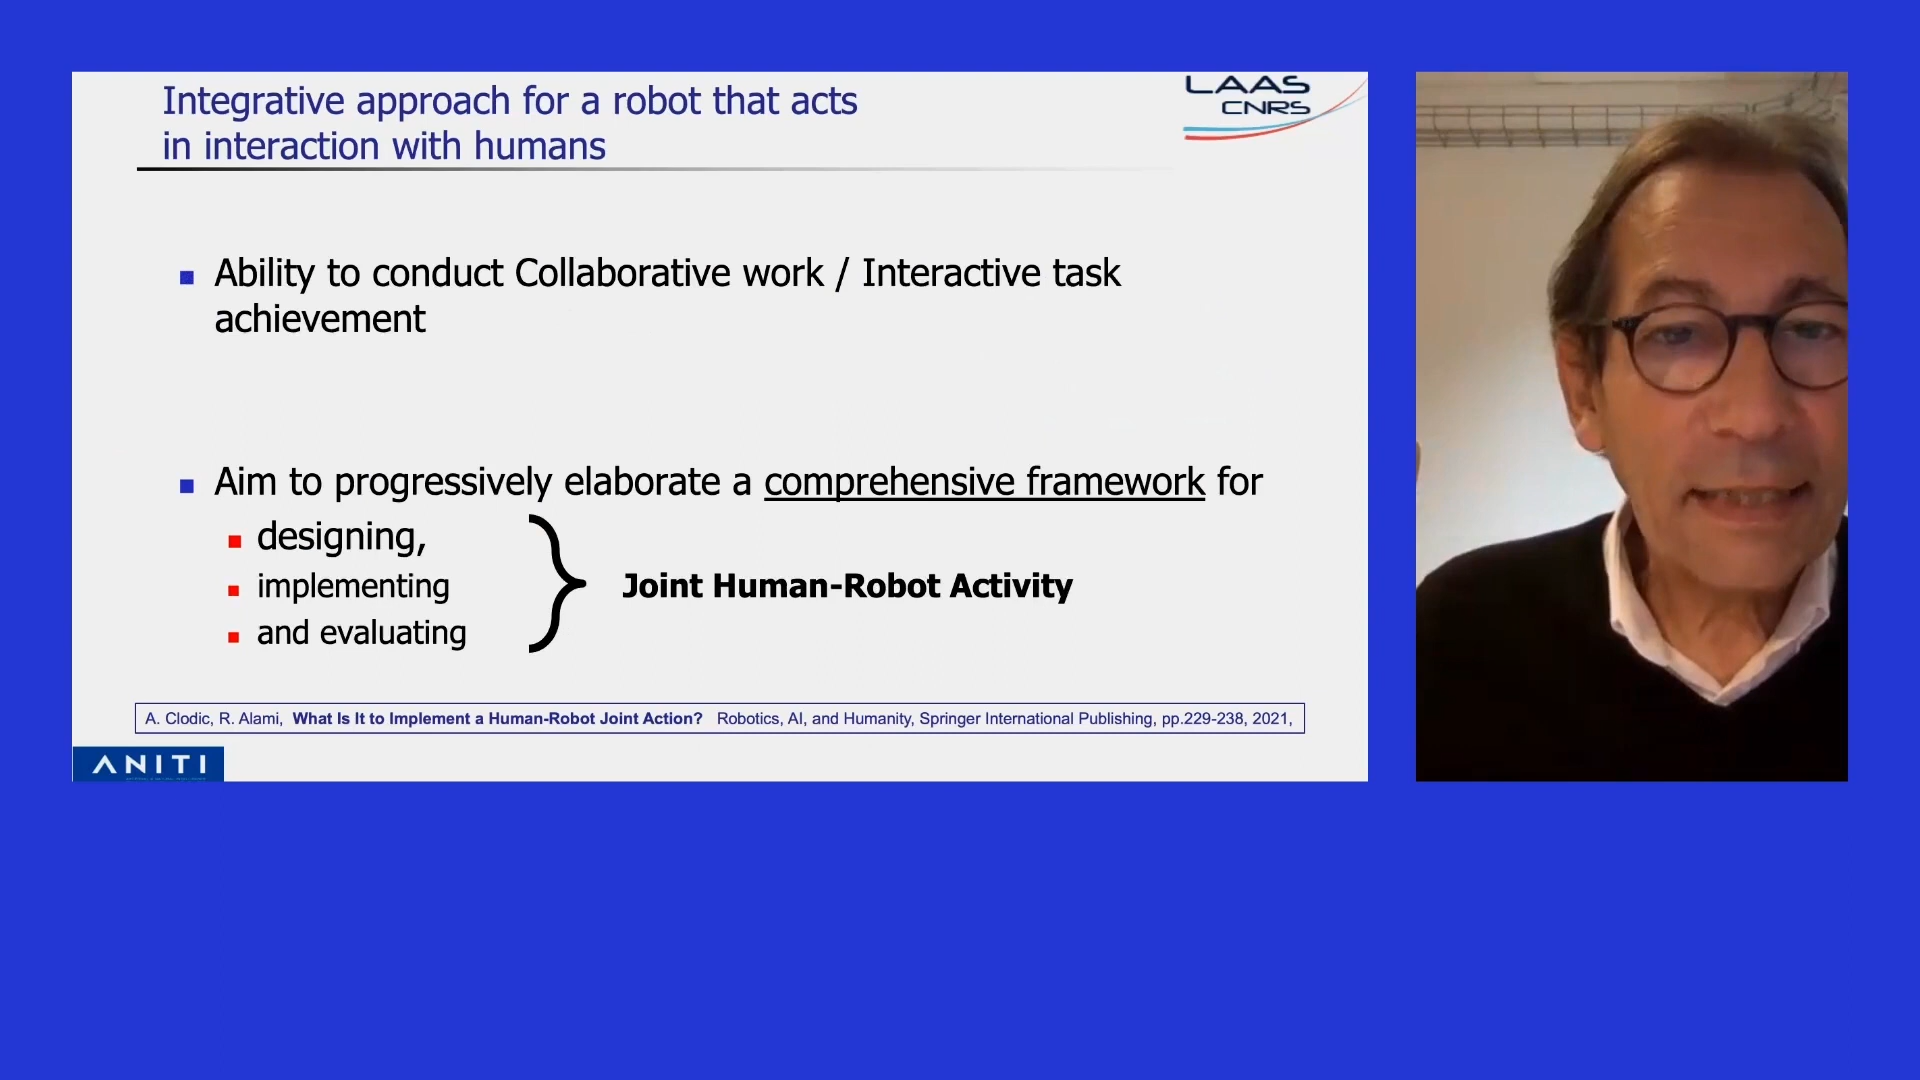 Integrative approach for a robot that acts
in interaction with humans
LAAS
CNRS
Ability to conduct Collaborative work / Interactive task
achievement
Aim to progressively elaborate a comprehensive framework for
designing,
implementing
and evaluating
Joint Human-Robot Activity
A. Clodic, R. Alami, What Is It to Implement a Human-Robot Joint Action? Robotics, AI, and Humanity, Springer International Publishing, pp.229-238, 2021,
ANITI